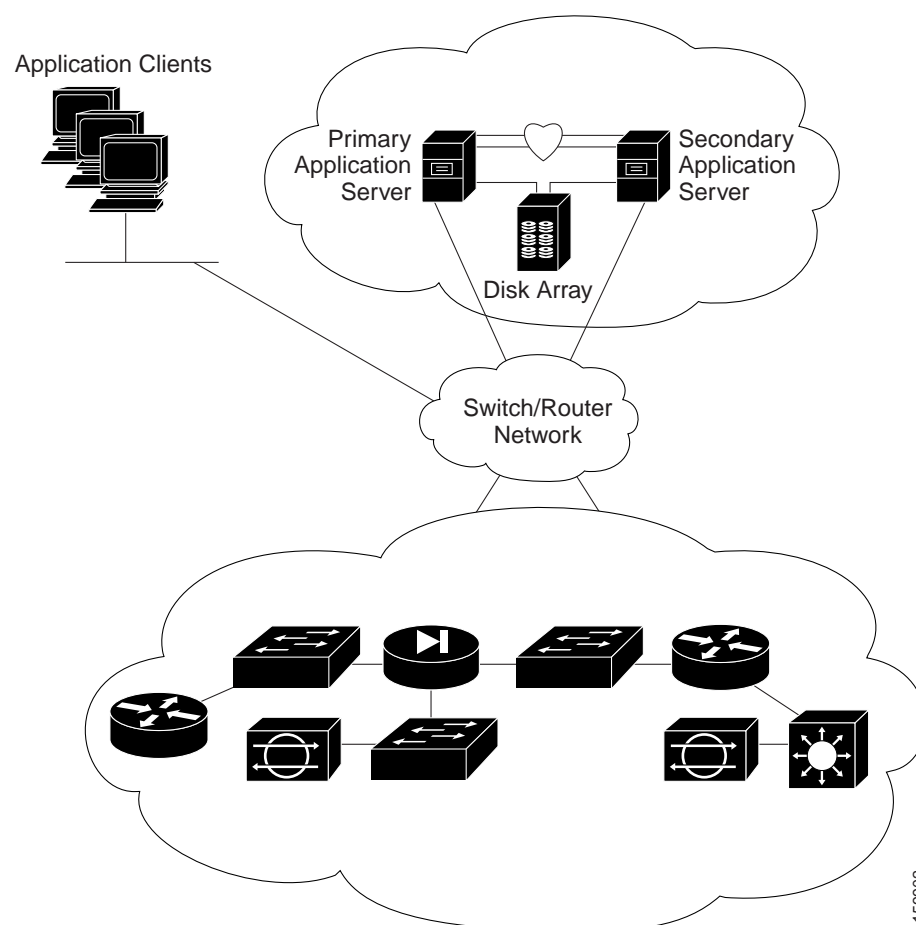 Application Clients
Primary
Application
Server
Secondary
Application
Server
Disk Array
Switch/Router
Network